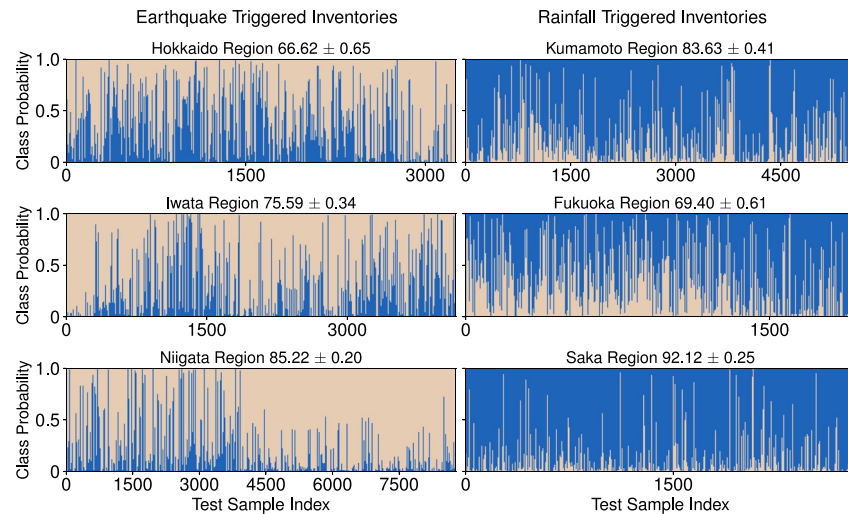 Earthquake Triggered Inventories
Rainfall Triggered Inventories
Hokkaido Region 66.62 ± 0.65
Class Probability
1.0
0.5
0
0
1500
3000
Kumamoto Region 83.63 ± 0.41
0
1500
3000
4500
Iwata Region 75.59 ± 0.34
Class Probability
1.0
0.5
0
0
1500
3000
Fukuoka Region 69.40 ± 0.61
0
1500
Niigata Region 85.22 ± 0.20
Class Probability
1.0
0.5
0
0
1500
3000
4500
6000
7500
Test Sample Index
Saka Region 92.12 ± 0.25
0
1500
Test Sample Index